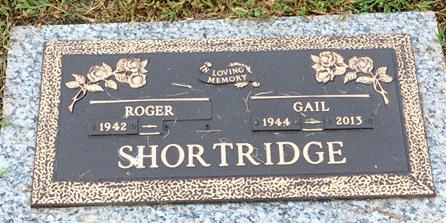 LOVING
MEMORY
ROGER
1942
GAIL
1944 2013
SHORTRIDGE